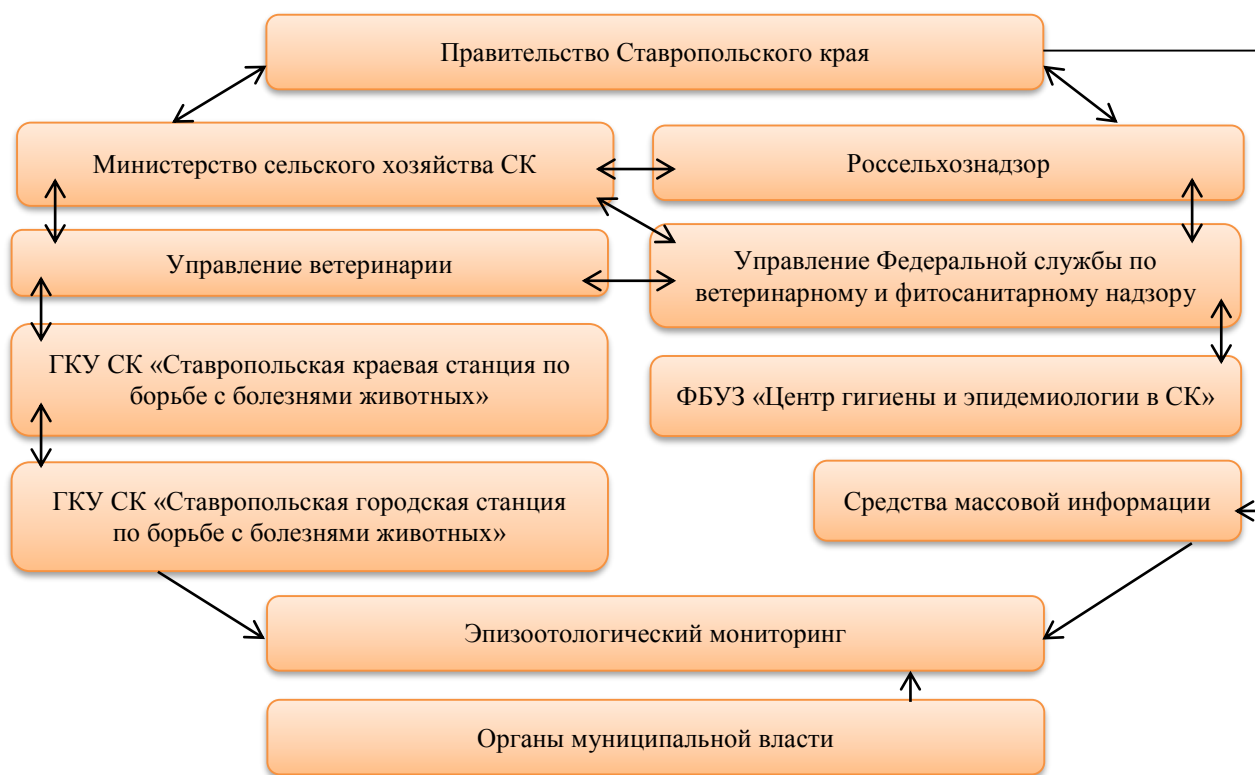 Правительство Ставропольского края
Министерство сельского хозяйства СК
Россельхознадзор
Управление ветеринарии
Управление Федеральной службы по
ветеринарному и фитосанитарному надзору
ГКУ СК «Ставропольская краевая станция по
борьбе с болезнями животных»
ФБУЗ «Центр гигиены и эпидемиологии в СК»
ГКУ СК «Ставропольская городская станция
по борьбе с болезнями животных»
Средства массовой информации
Эпизоотологический мониторинг
Органы муниципальной власти